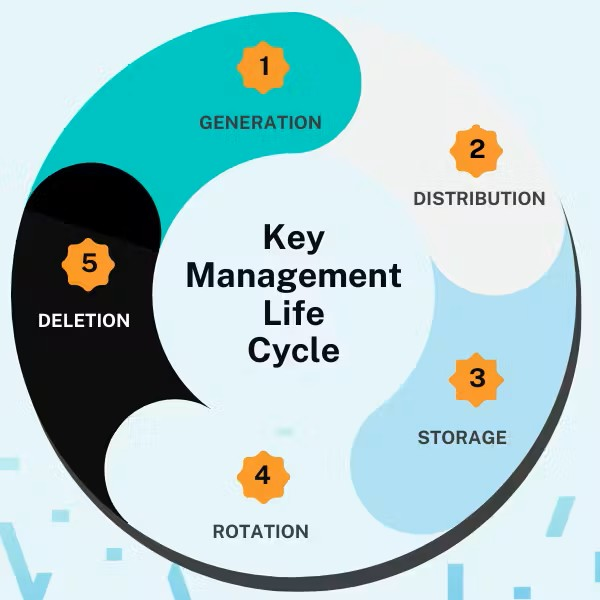 Key
Management
Life
Cycle
1
GENERATION
2
DISTRIBUTION
3
STORAGE
4
ROTATION
5
DELETION